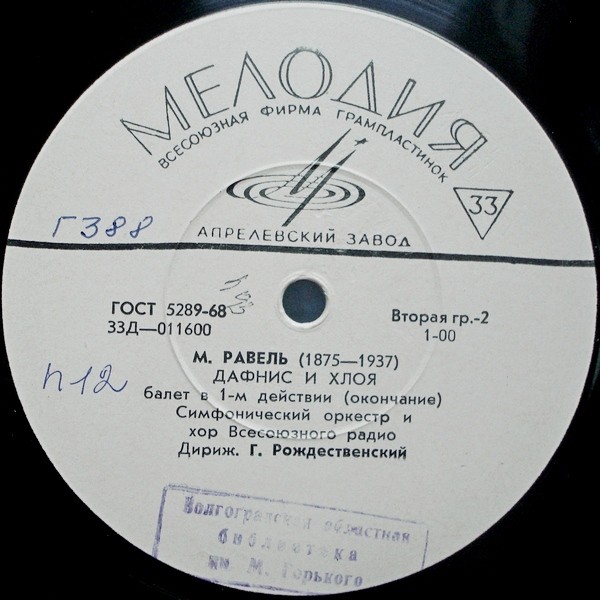 МЕЛОДИЯ
ВСЕСОЮЗНАЯ ФИРМА ГРАМПЛАСТИНОК
33
АПРЕЛЕВСКИЙ ЗАВОД
Г388
ГОСТ 5289-68
Вторая гр.-2
33Д—011600
1-00
М. РАВЕЛЬ (1875—1937)
ДАФНИС И ХЛОЯ
п12
балет в 1-м действии (окончание)
Симфонический оркестр и
хор Всесоюзного радио
Дириж. Г. Рождественский
Волгоградская областная
библиотека
им М. Горького